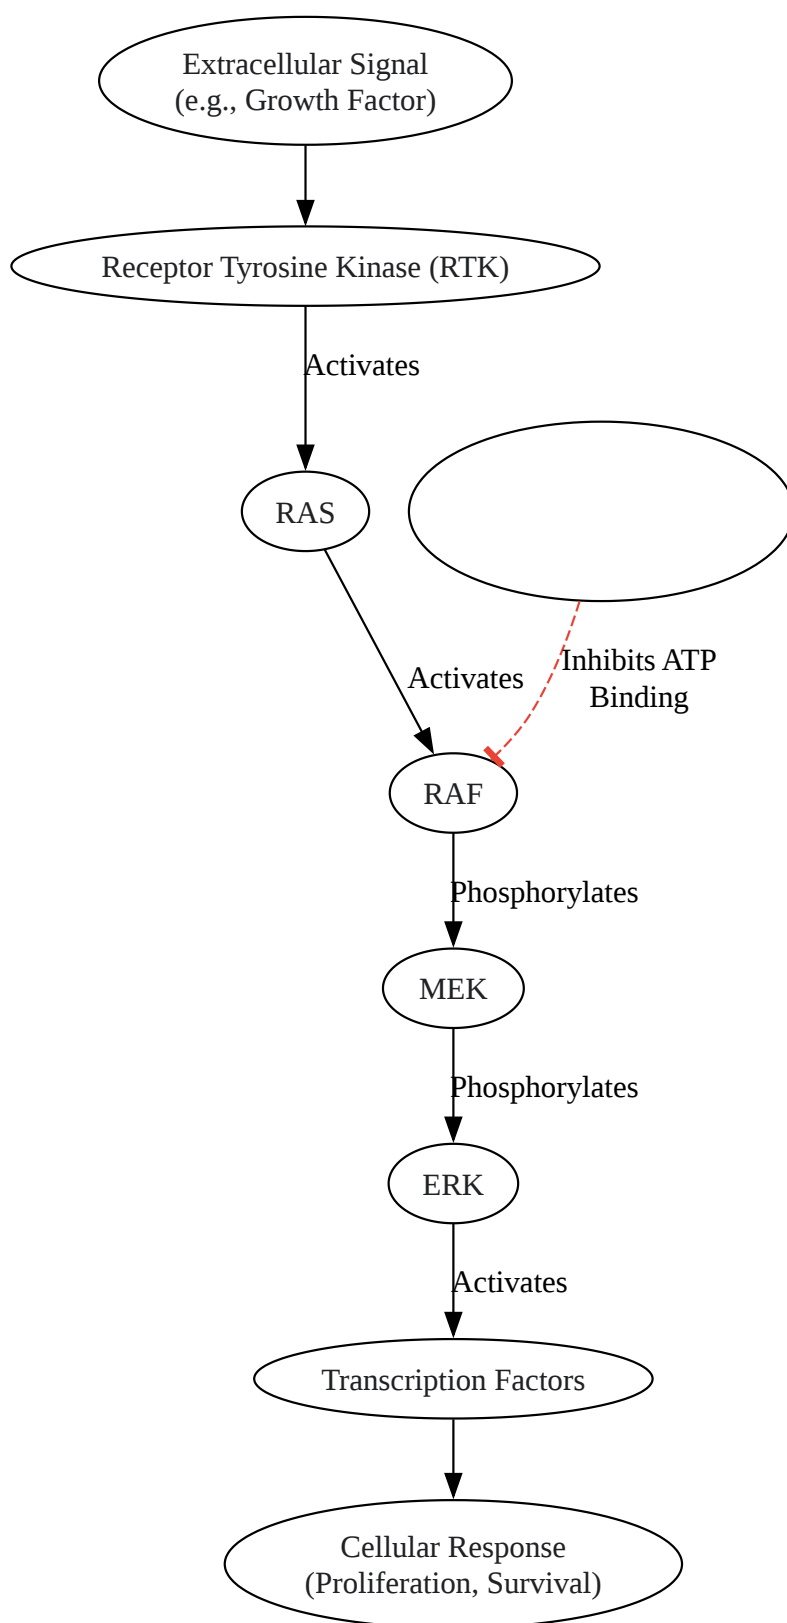 Extracellular Signal
(e.g., Growth Factor)
Receptor Tyrosine Kinase (RTK)
Activates
RAS
Activates
Inhibits ATP
Binding
RAF
Phosphorylates
MEK
Phosphorylates
ERK
Activates
Transcription Factors
Cellular Response
(Proliferation, Survival)